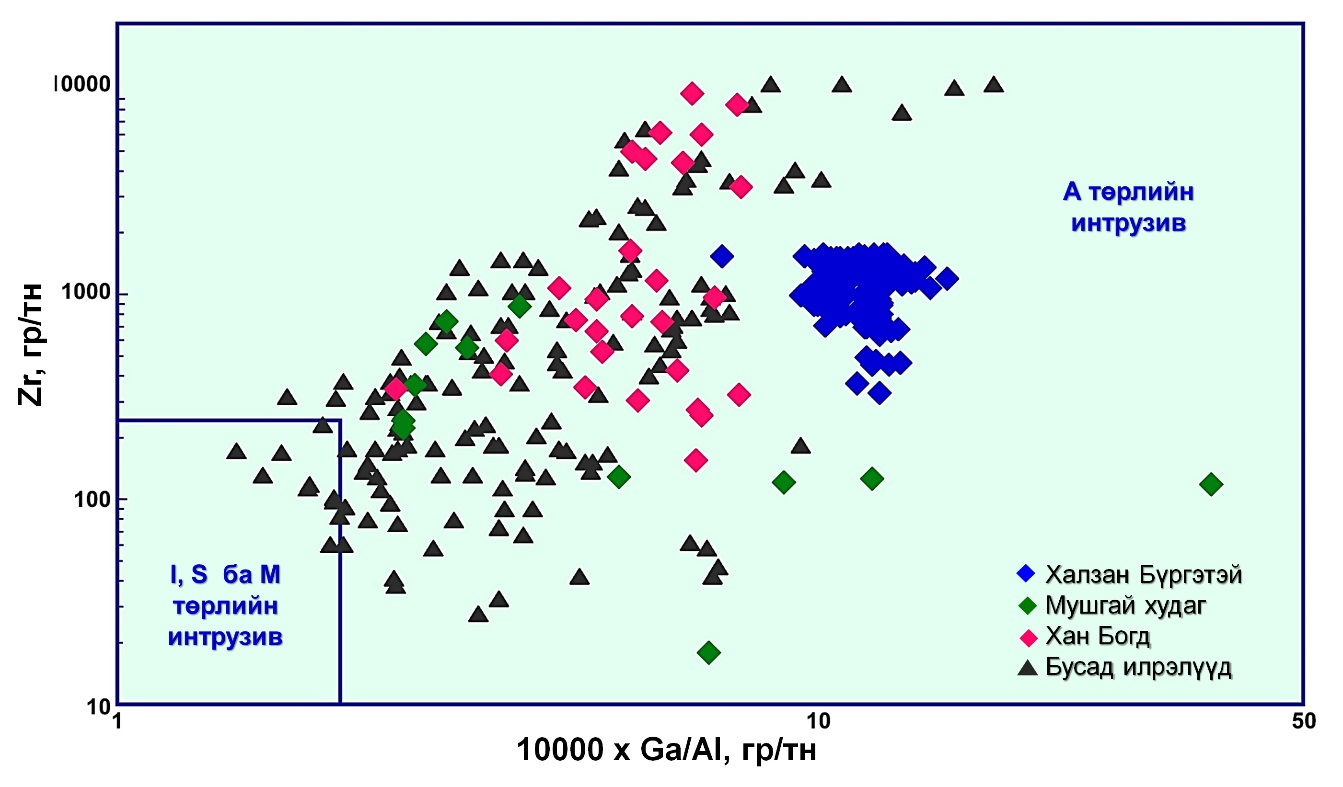 10000
1000
100
10
Zr, гр/тн
А төрлийн
интрузив
I, S ба M
төрлийн
интрузив
Халзан Бүргэтэй
Мушгай худаг
Хан Богд
Бусад илрэлүүд
1
10
50
10000 x Ga/Al, гр/тн